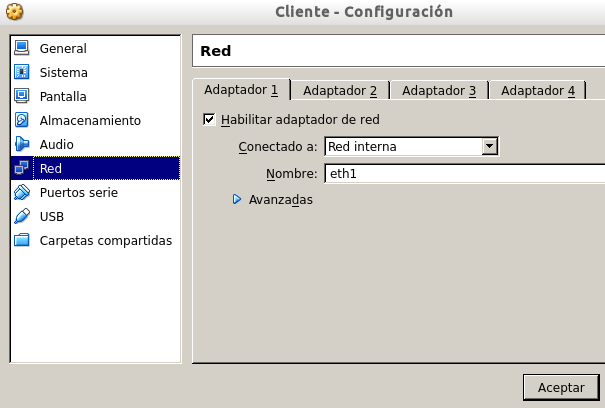 Cliente - Configuración
General
Sistema
Pantalla
Almacenamiento
Audio
Red
Puertos serie
USB
Carpetas compartidas
Red
Adaptador 1 Adaptador 2 Adaptador 3 Adaptador 4
Habilitar adaptador de red
Conectado a: Red interna
Nombre: eth1
Avanzadas
Aceptar